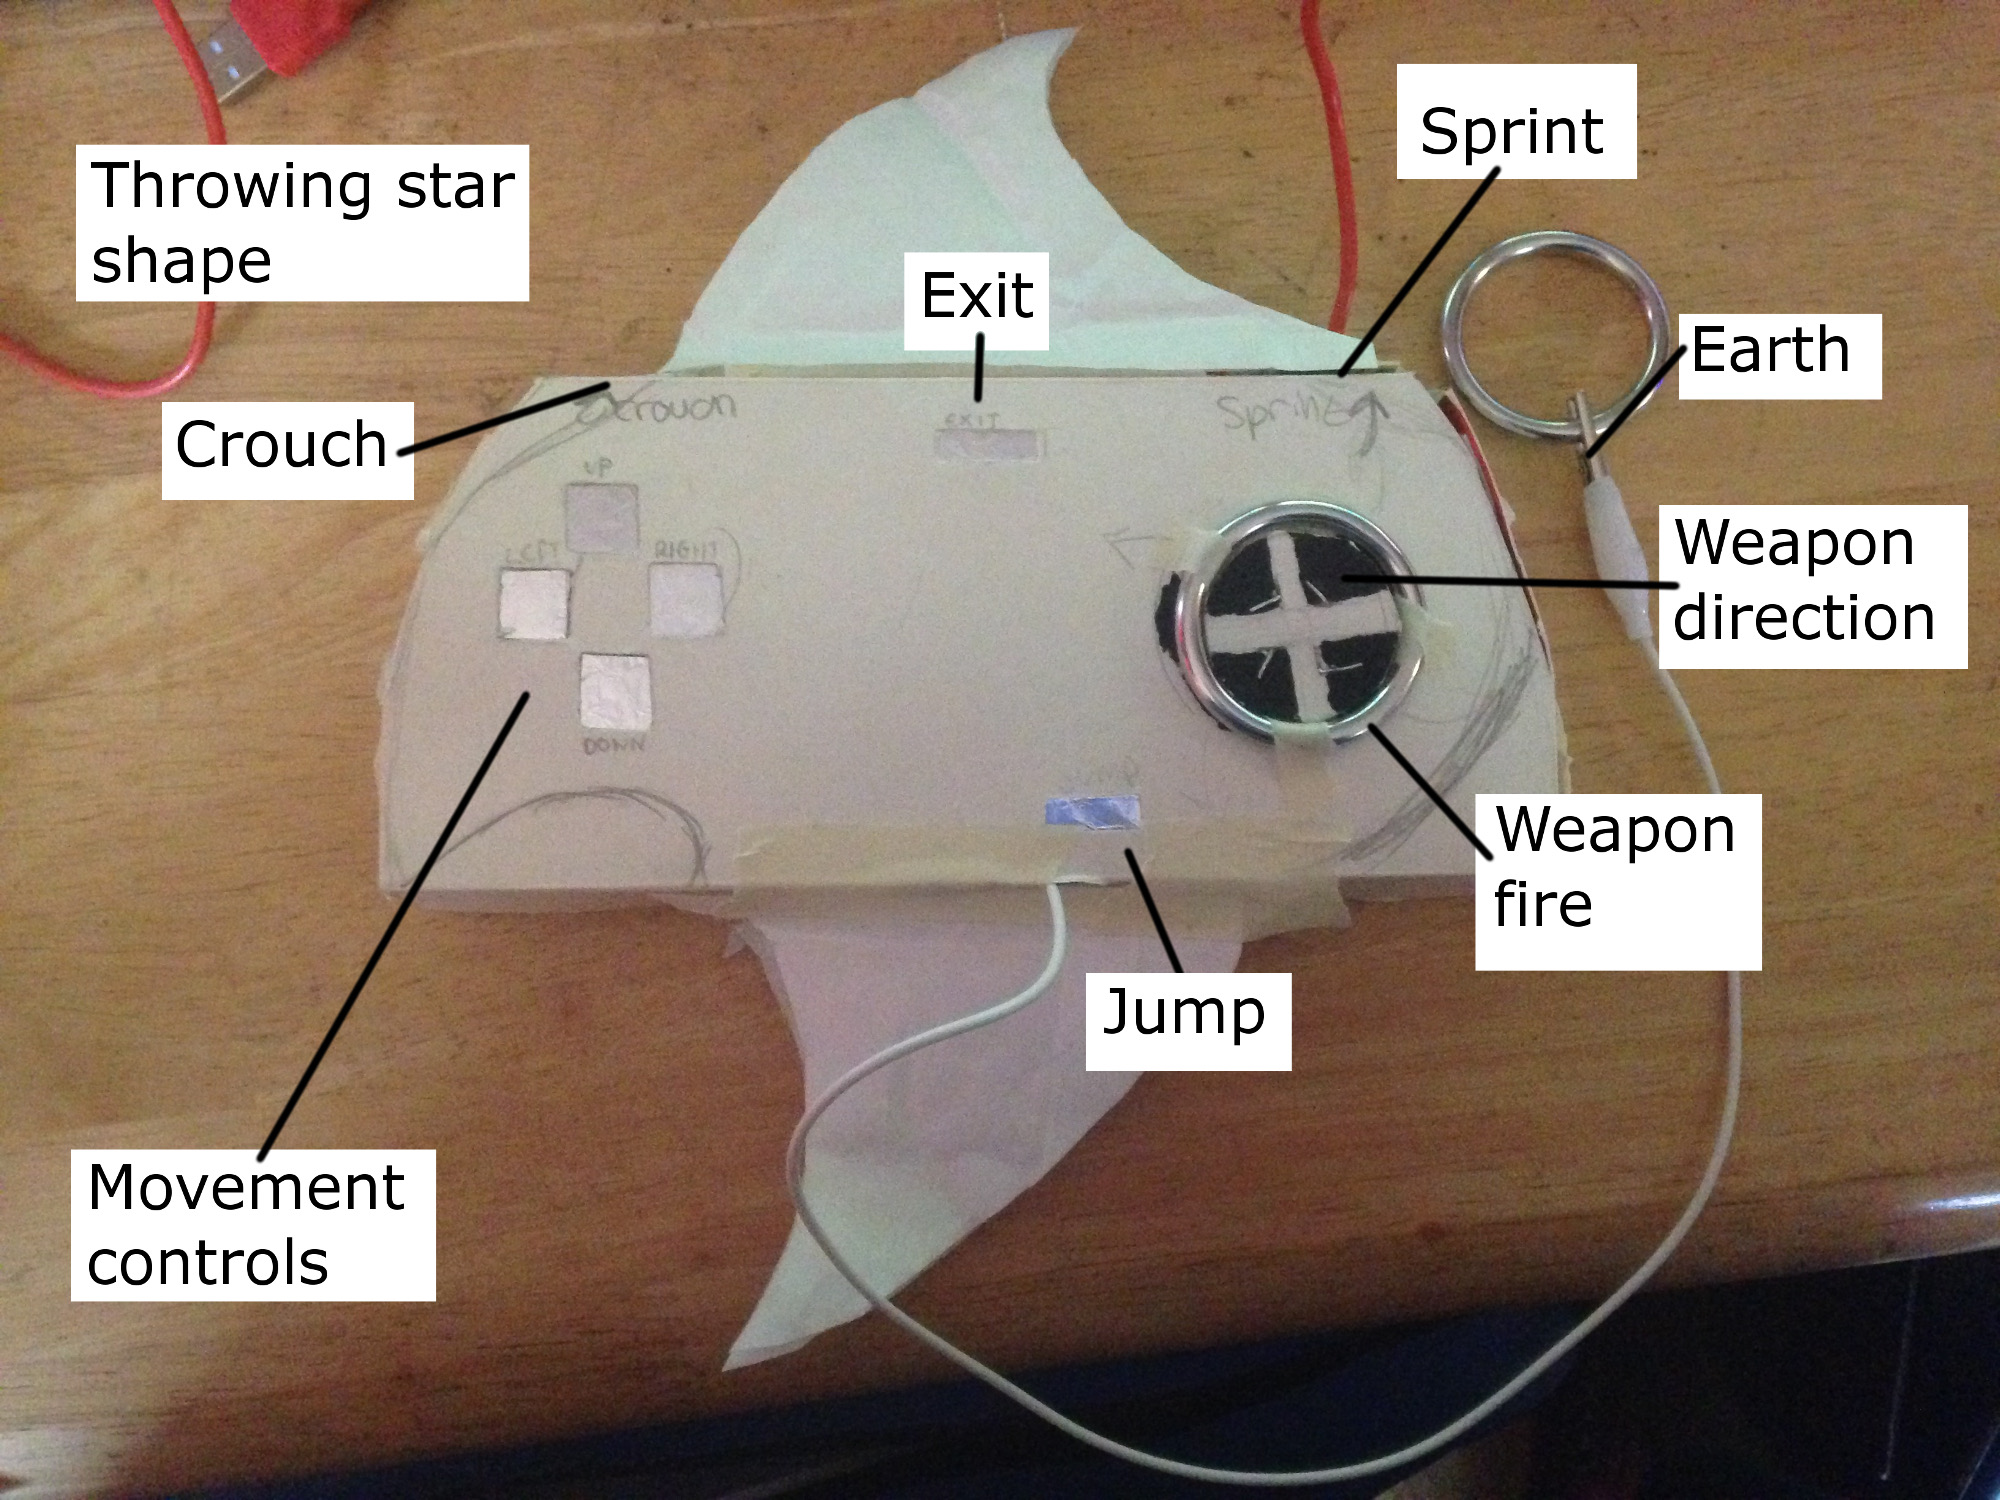 Throwing star
shape
Sprint
Exit
Earth
Crouch
crouch
Sprint
EXIT
UP
LEFT
RIGHT
DOWN
Weapon
direction
JUMP
Weapon
fire
Jump
Movement
controls